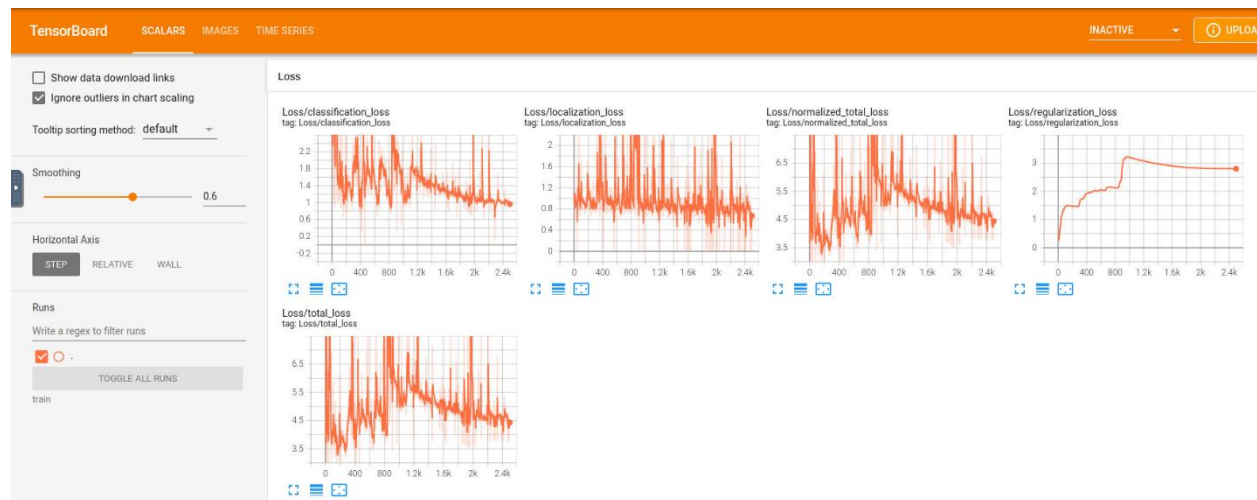 TensorBoard SCALARS IMAGES TIME SERIES INACTIVE UPLOA
Show data download links
Ignore outliers in chart scaling
Tooltip sorting method: default
Smoothing
0.6
Horizontal Axis
STEP RELATIVE WALL
Runs
Write a regex to filter runs
.
TOGGLE ALL RUNS
train
Loss
Loss/classification_loss
tag: Loss/classification_loss
2.2
1.8
1.4
1
0.6
0.2
-0.2
0 400 800 1.2k 1.6k 2k 2.4k
Loss/localization_loss
tag: Loss/localization_loss
2
1.6
1.2
0.8
0.4
0
0 400 800 1.2k 1.6k 2k 2.4k
Loss/normalized_total_loss
tag: Loss/normalized_total_loss
6.5
5.5
4.5
3.5
0 400 800 1.2k 1.6k 2k 2.4k
Loss/regularization_loss
tag: Loss/regularization_loss
3
2
1
0
0 400 800 1.2k 1.6k 2k 2.4k
Loss/total_loss
tag: Loss/total_loss
6.5
5.5
4.5
3.5
0 400 800 1.2k 1.6k 2k 2.4k